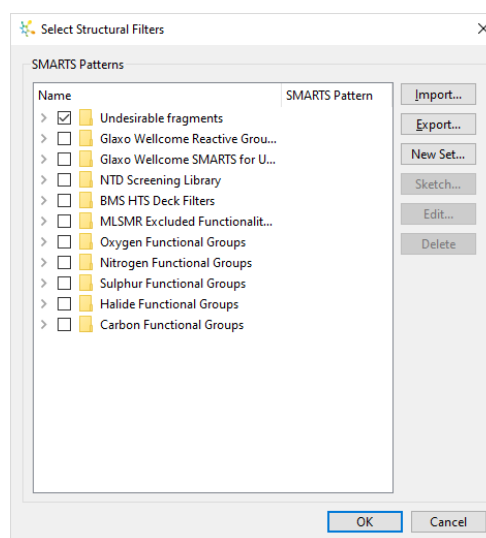 Select Structural Filters
SMARTS Patterns
Name SMARTS Pattern
Undesirable fragments
Glaxo Wellcome Reactive Grou...
Glaxo Wellcome SMARTS for U...
NTD Screening Library
BMS HTS Deck Filters
MLSMR Excluded Functionalit...
Oxygen Functional Groups
Nitrogen Functional Groups
Sulphur Functional Groups
Halide Functional Groups
Carbon Functional Groups
Import...
Export...
New Set...
Sketch...
Edit...
Delete
OK Cancel